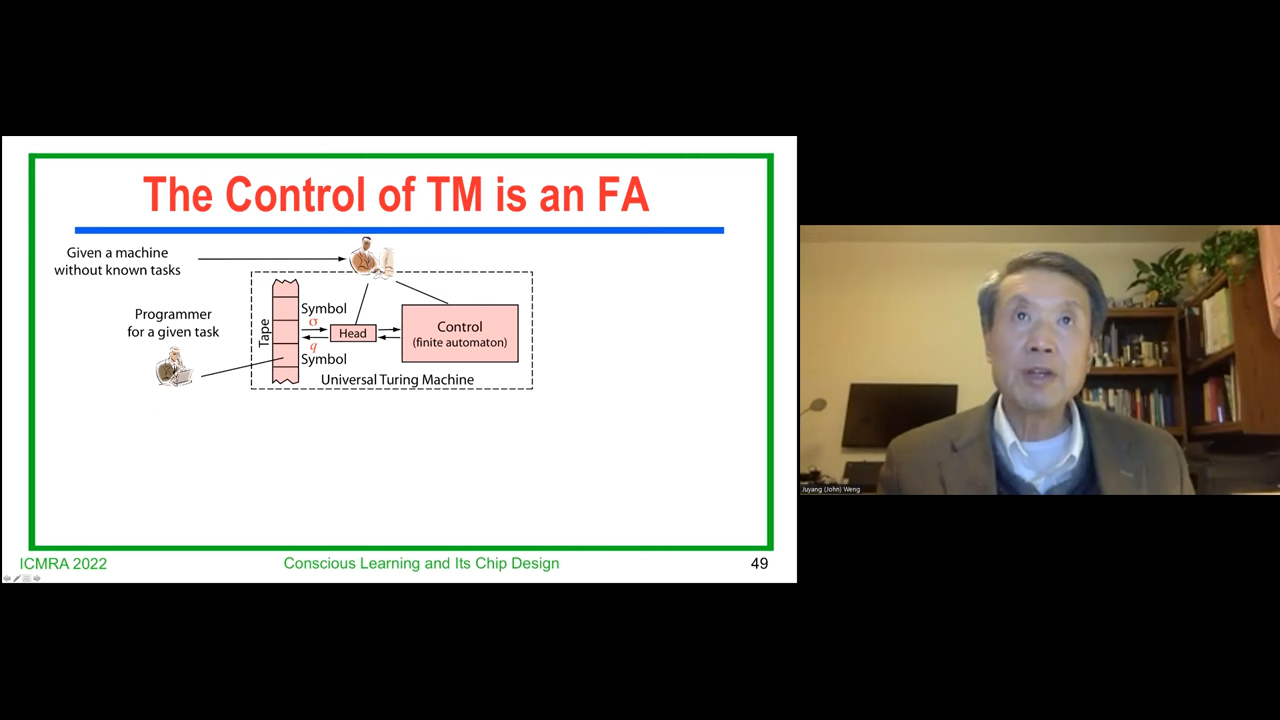 The Control of TM is an FA
Given a machine
without known tasks
Programmer
for a given task
Tape
Symbol
σ
q
Symbol
Head
Control
(finite automaton)
Universal Turing Machine
ICMRA 2022
Conscious Learning and Its Chip Design
49
Juyang (John) Weng